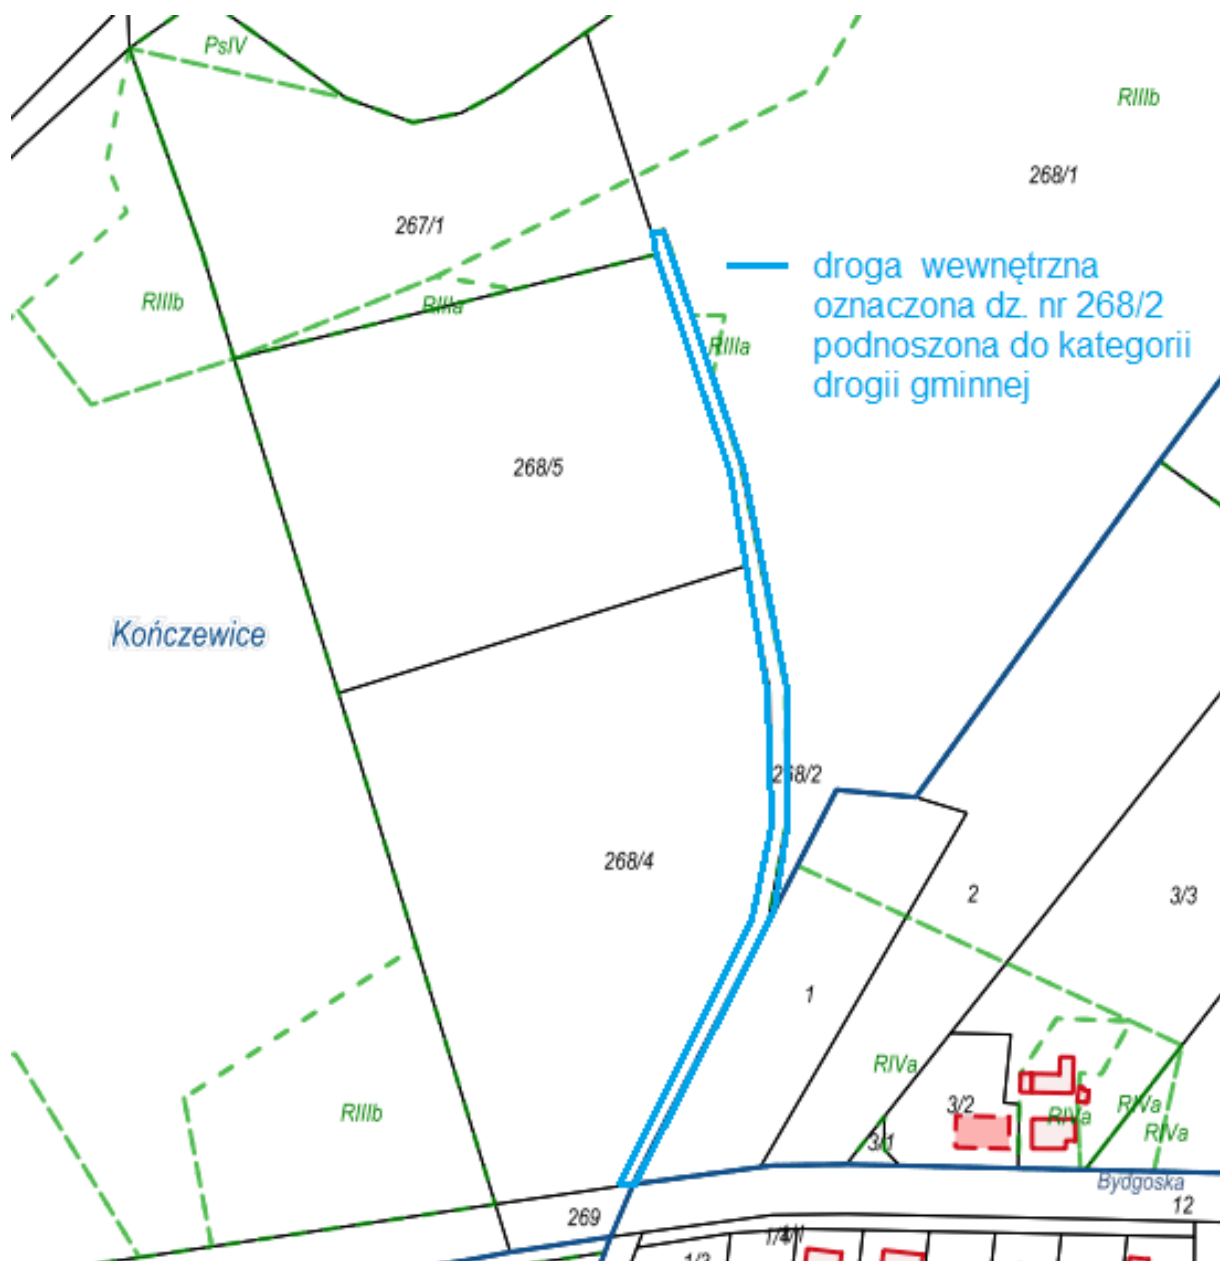 PsIV
RIIIb
268/1
267/1
droga wewnętrzna
oznaczona dz. nr 268/2
podnoszona do kategorii
drogii gminnej
RIIIb
RIIIa
RIIIa
268/5
Kończewice
268/2
268/4
2
3/3
1
RIVa
3/2
RIVa
RIVa
RIVa
RIIIb
3/1
Bydgoska
12
269